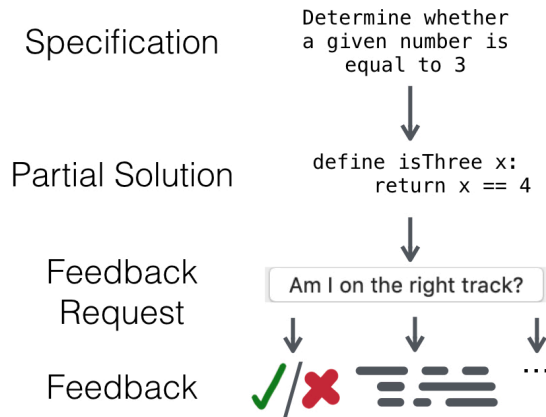 Specification
Determine whether
a given number is
equal to 3
Partial Solution
define isThree x:
return x == 4
Feedback
Request
Am I on the right track?
Feedback
...